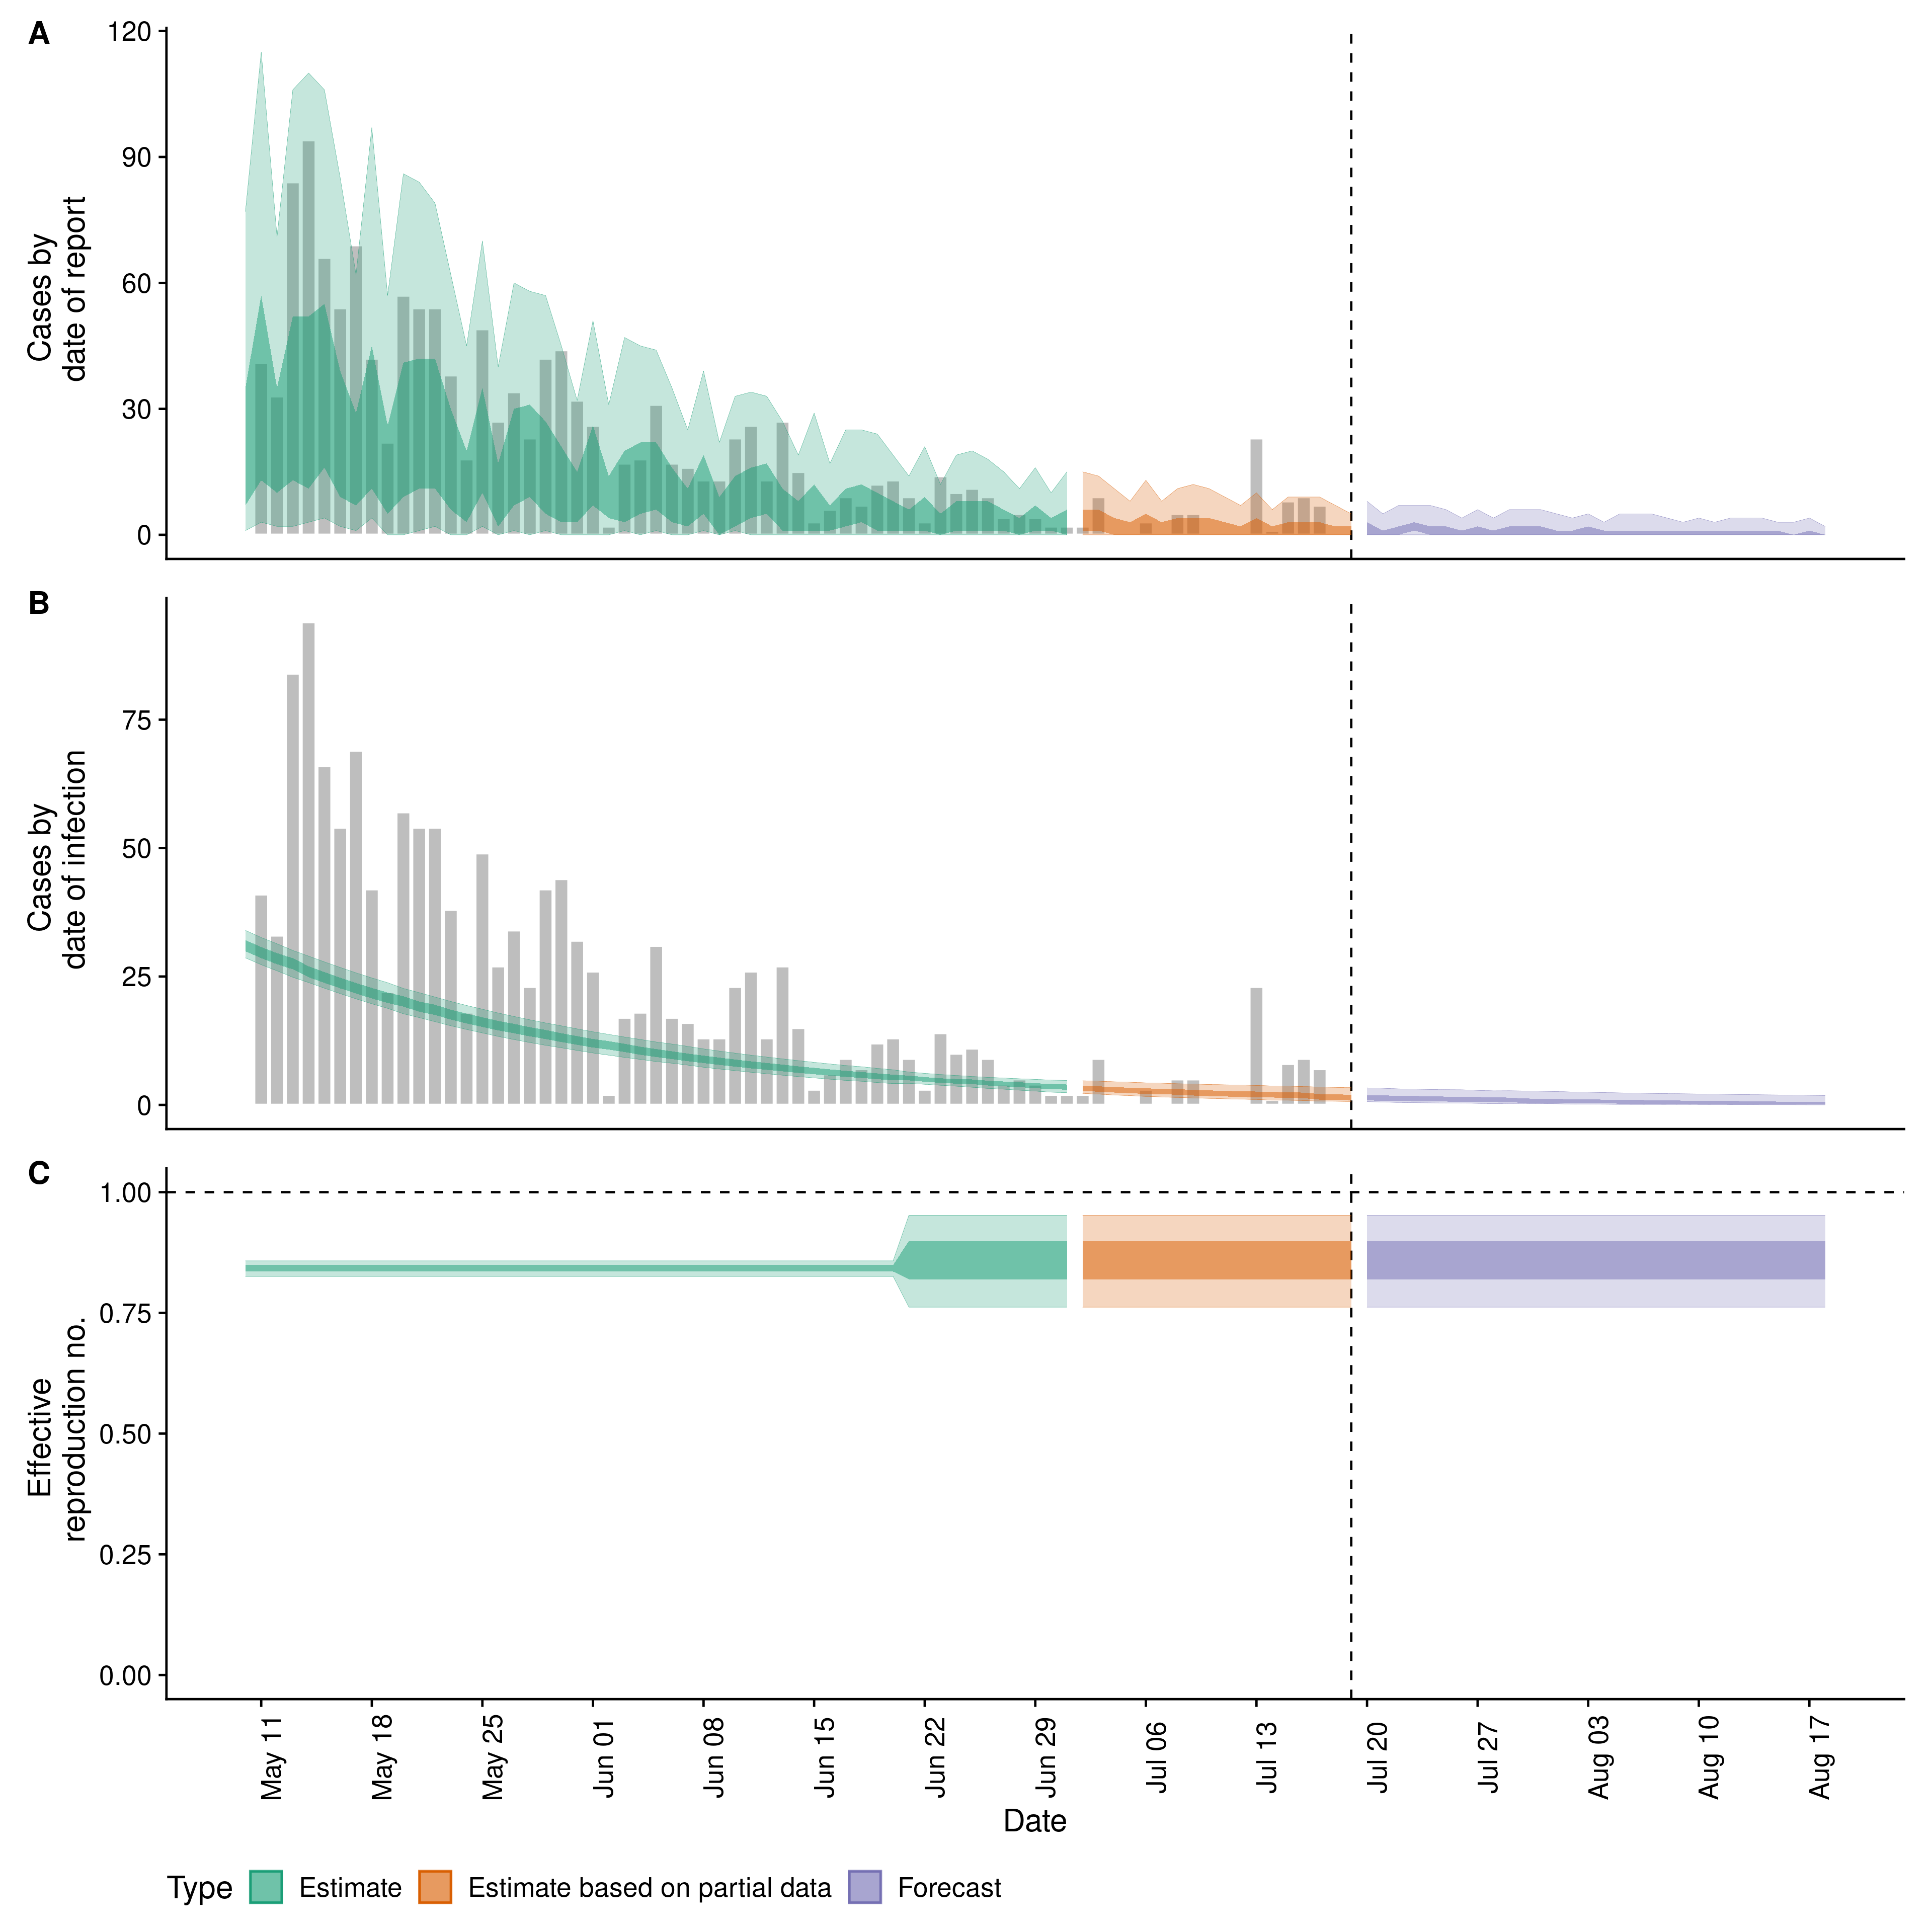 A
120
90
60
30
0
Cases by
date of report
B
75
50
25
0
Cases by
date of infection
C
1.00
0.75
0.50
0.25
0.00
Effective
reproduction no.
May 11
May 18
May 25
Jun 01
Jun 08
Jun 15
Jun 22
Jun 29
Jul 06
Jul 13
Jul 20
Jul 27
Aug 03
Aug 10
Aug 17
Date
Type Estimate Estimate based on partial data Forecast